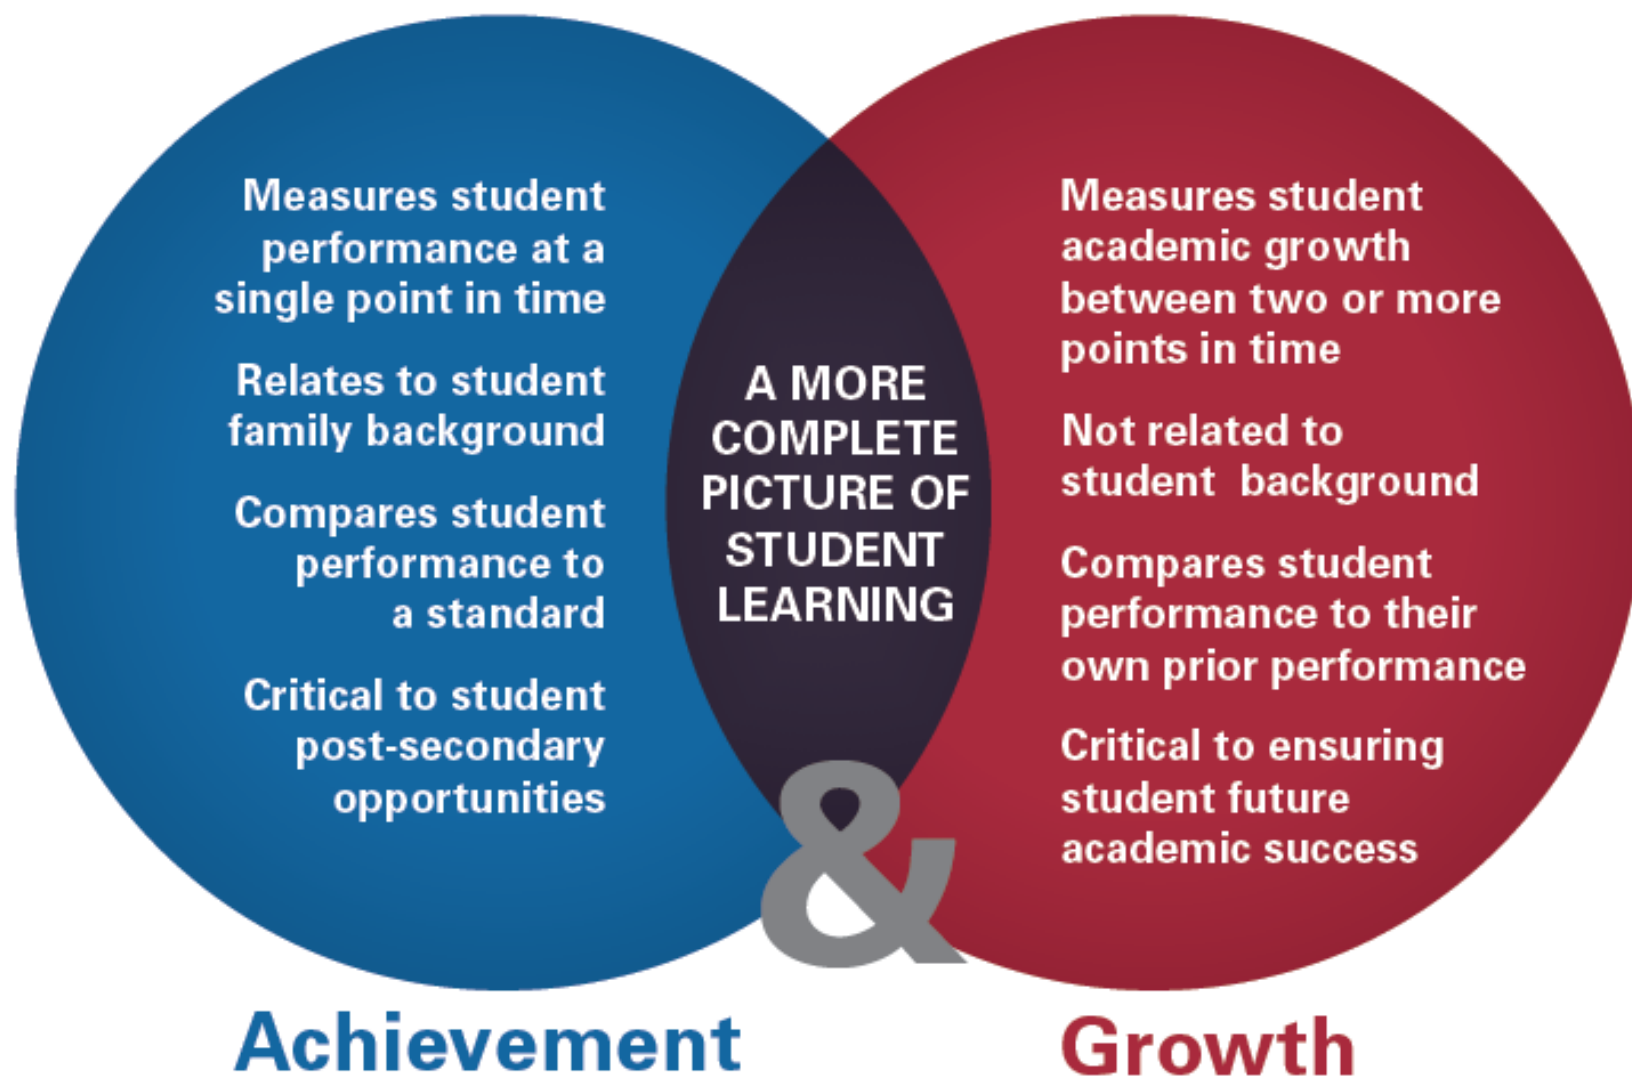 Measures student
performance at a
single point in time
Relates to student
family background
Compares student
performance to
a standard
Critical to student
post-secondary
opportunities
A MORE
COMPLETE
PICTURE OF
STUDENT
LEARNING
Measures student
academic growth
between two or more
points in time
Not related to
student background
Compares student
performance to their
own prior performance
Critical to ensuring
student future
academic success
&
Achievement
Growth